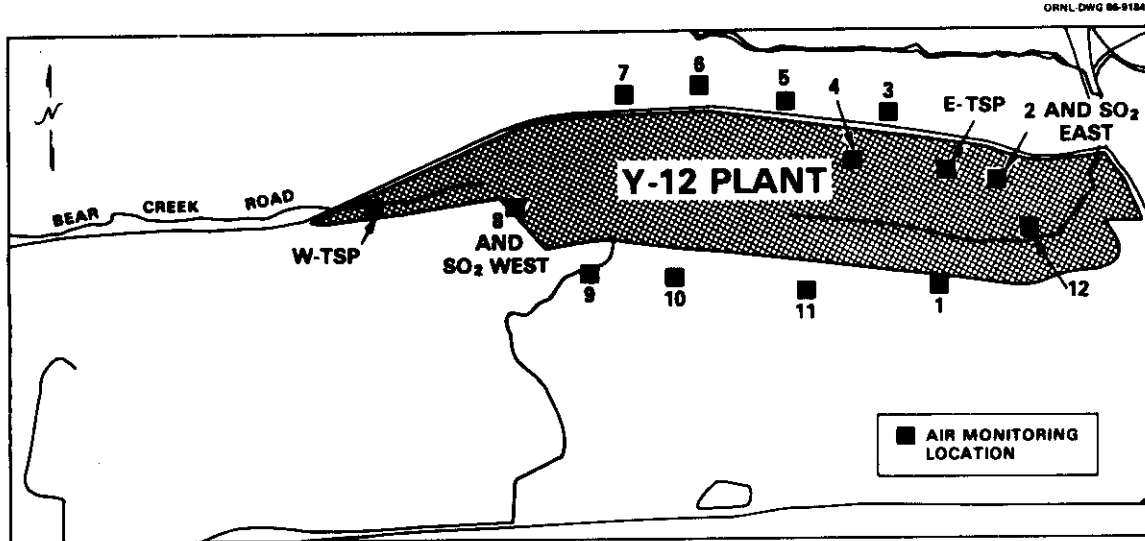 ORNL-DWG 86-9184
N
7
6
5
4
3
E-TSP
2 AND SO₂
EAST
Y-12 PLANT
BEAR CREEK ROAD
W-TSP
8
AND
SO₂ WEST
9
10
11
1
12
AIR MONITORING
LOCATION